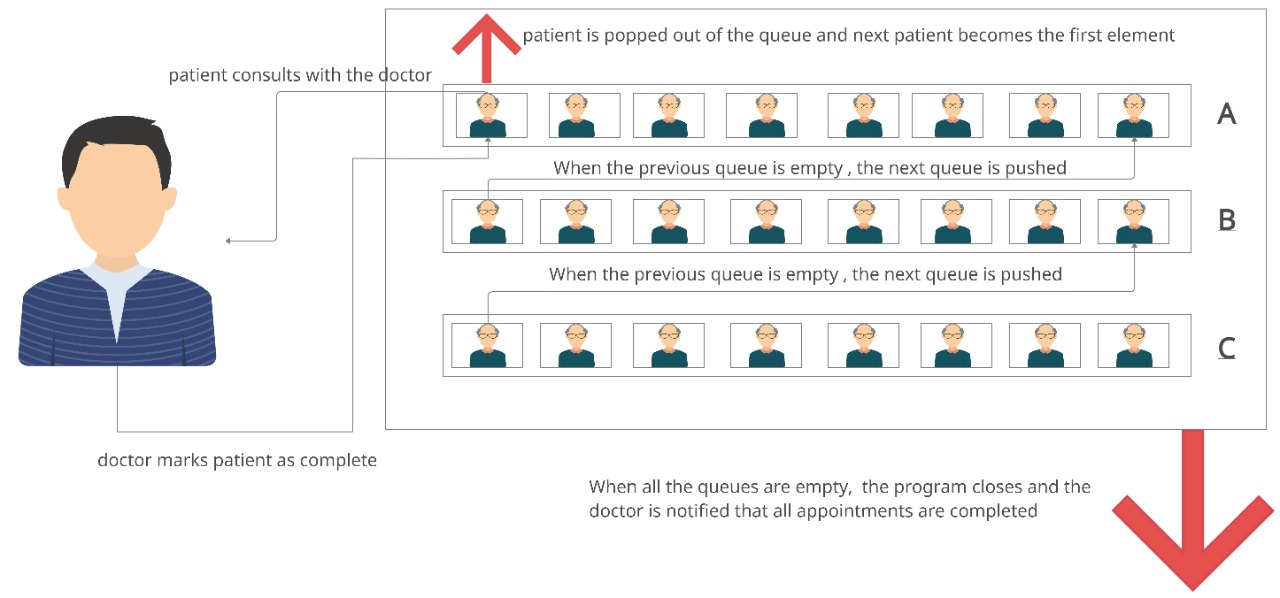 patient is popped out of the queue and next patient becomes the first element
patient consults with the doctor
A
When the previous queue is empty , the next queue is pushed
B
When the previous queue is empty , the next queue is pushed
C
doctor marks patient as complete
When all the queues are empty,  the program closes and the
doctor is notified that all appointments are completed